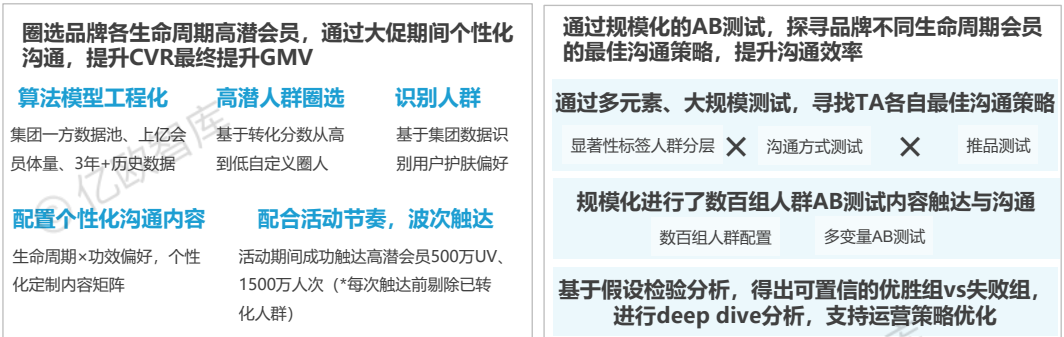 圈选品牌各生命周期高潜会员，通过大促期间个性化
沟通，提升CVR最终提升GMV
算法模型工程化
集团一方数据池、上亿会
员体量、3年+历史数据
高潜人群圈选
基于转化分数从高
到低自定义圈人
识别人群
基于集团数据识
别用户护肤偏好
配置个性化沟通内容
生命周期×功效偏好，个性
化定制内容矩阵
配合活动节奏，波次触达
活动期间成功触达高潜会员500万UV、
1500万人次（*每次触达前剔除已转
化人群）
©亿欧智库
通过规模化的AB测试，探寻品牌不同生命周期会员
的最佳沟通策略，提升沟通效率
通过多元素、大规模测试，寻找TA各自最佳沟通策略
显著性标签人群分层 × 沟通方式测试 × 推品测试
规模化进行了数百组人群AB测试内容触达与沟通
数百组人群配置 多变量AB测试
基于假设检验分析，得出可置信的优胜组vs失败组，
进行deep dive分析，支持运营策略优化